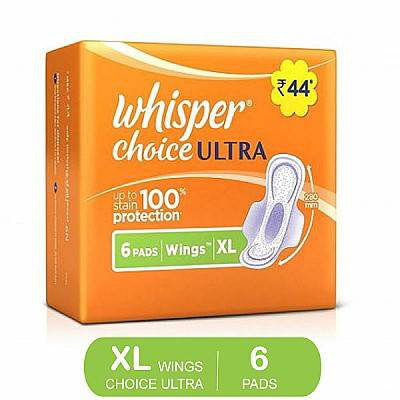 ₹44*
whisper®
choice ULTRA
up to
stain 100%
protection
280
mm
6 PADS Wings™ XL
XL WINGS
CHOICE ULTRA
6
PADS